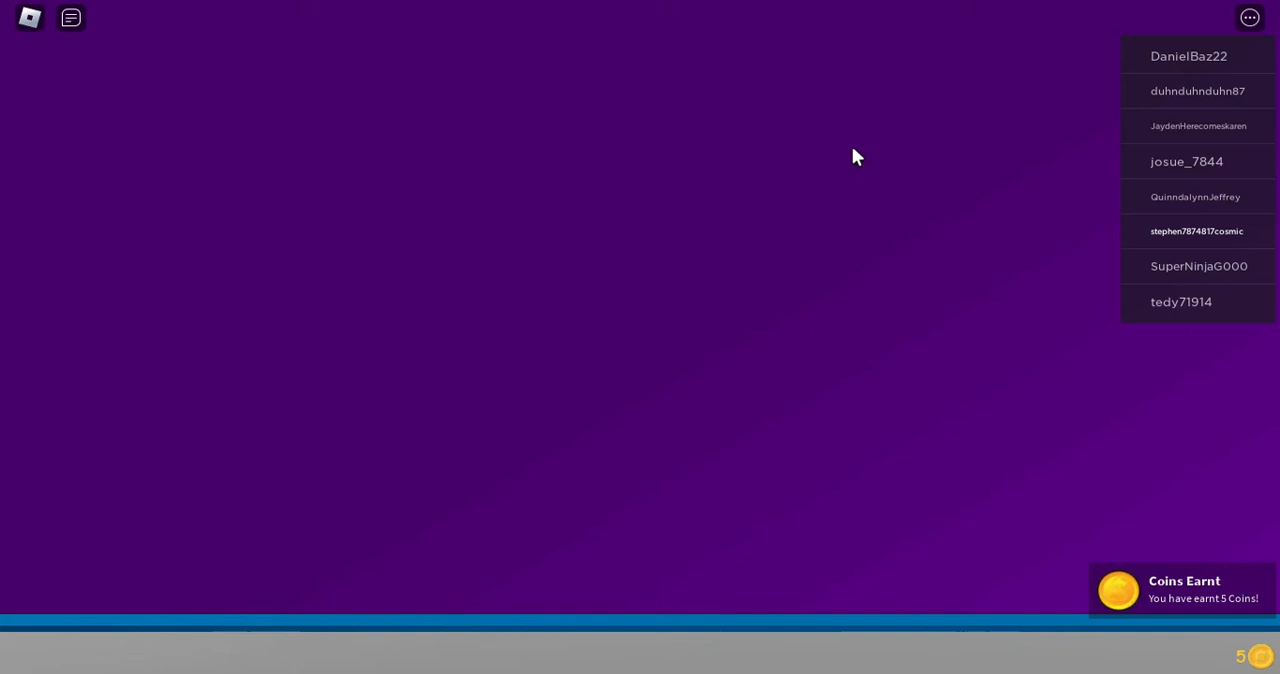 DanielBaz22
duhnduhnduhn87
JaydenHerecomeskaren
josue_7844
QuinndalynnJeffrey
stephen7874817cosmic
SuperNinjaG000
tedy71914
Coins Earnt
You have earnt 5 Coins!
5